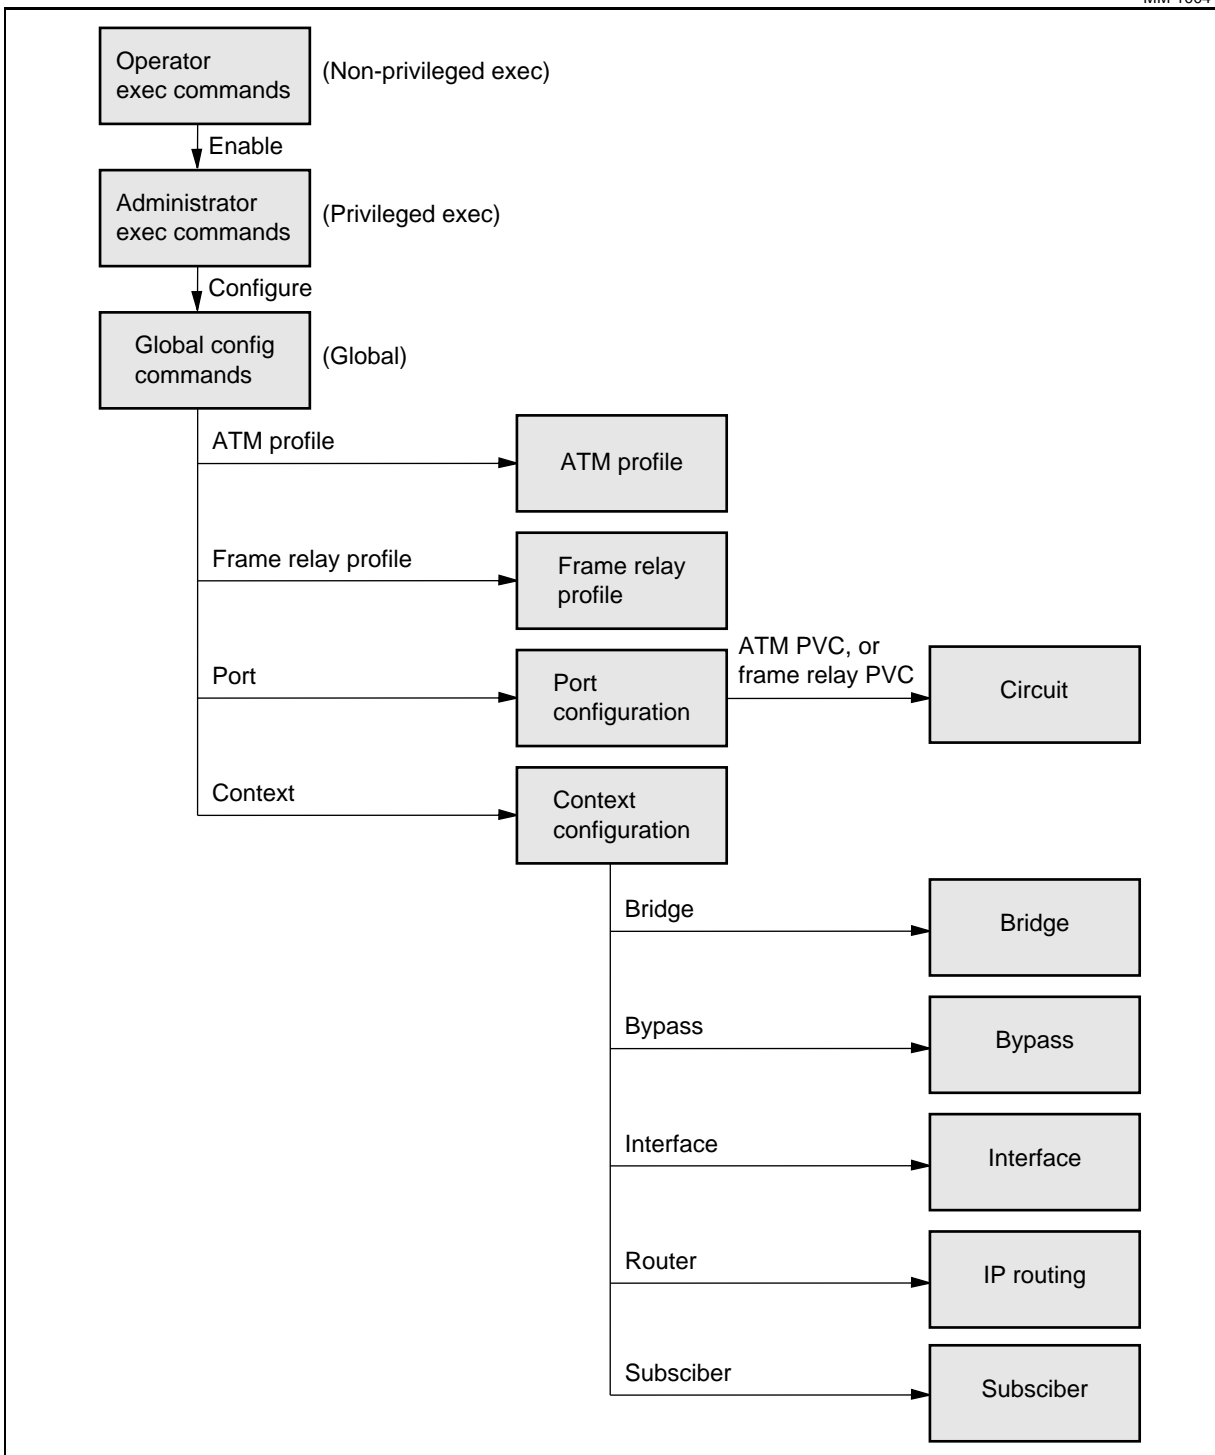 Operator
exec commands
(Non-privileged exec)
Enable
Administrator
exec commands
(Privileged exec)
Configure
Global config
commands
(Global)
ATM profile
ATM profile
Frame relay profile
Frame relay
profile
Port
Port
configuration
ATM PVC, or
frame relay PVC
Circuit
Context
Context
configuration
Bridge
Bridge
Bypass
Bypass
Interface
Interface
Router
IP routing
Subsciber
Subsciber